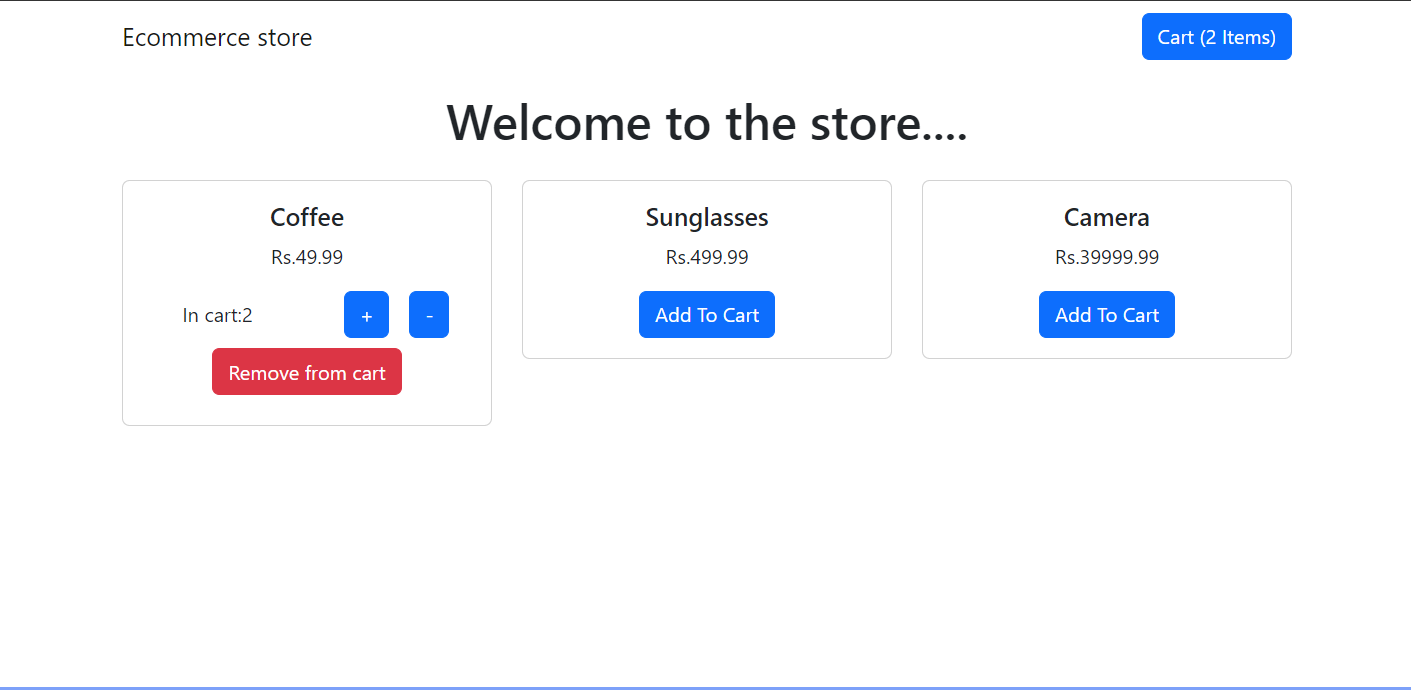 Ecommerce store
Cart (2 Items)
Welcome to the store....
Coffee
Rs.49.99
In cart:2
+
-
Remove from cart
Sunglasses
Rs.499.99
Add To Cart
Camera
Rs.39999.99
Add To Cart